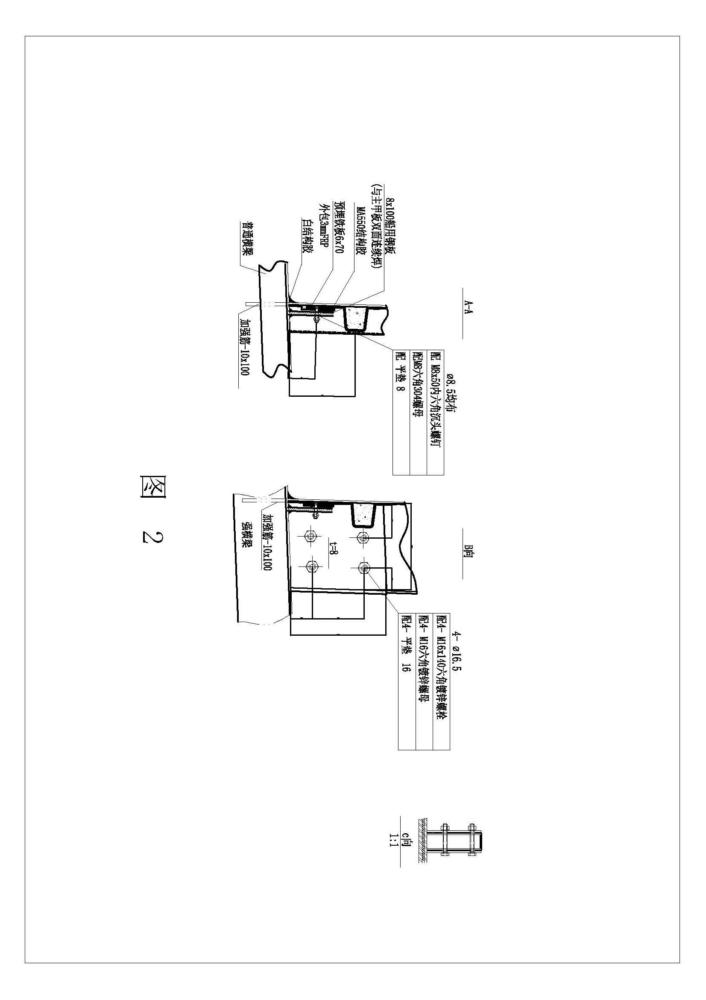 A-A
8x100船用钢板
(与主甲板双面连续焊)
MA550结构胶
预埋铁板6x70
外包3mmFRP
白结构胶
普通横梁
加强筋-10x100
ø8.5均布
配 M8x50内六角沉头螺钉
配M8六角304螺母
配 平垫 8
B向
4- ø16.5
配4- M16x140六角镀锌螺栓
配4- M16六角镀锌螺母
配4- 平垫 16
t=8
加强筋-10x100
强横梁
c向
1:1
图 2